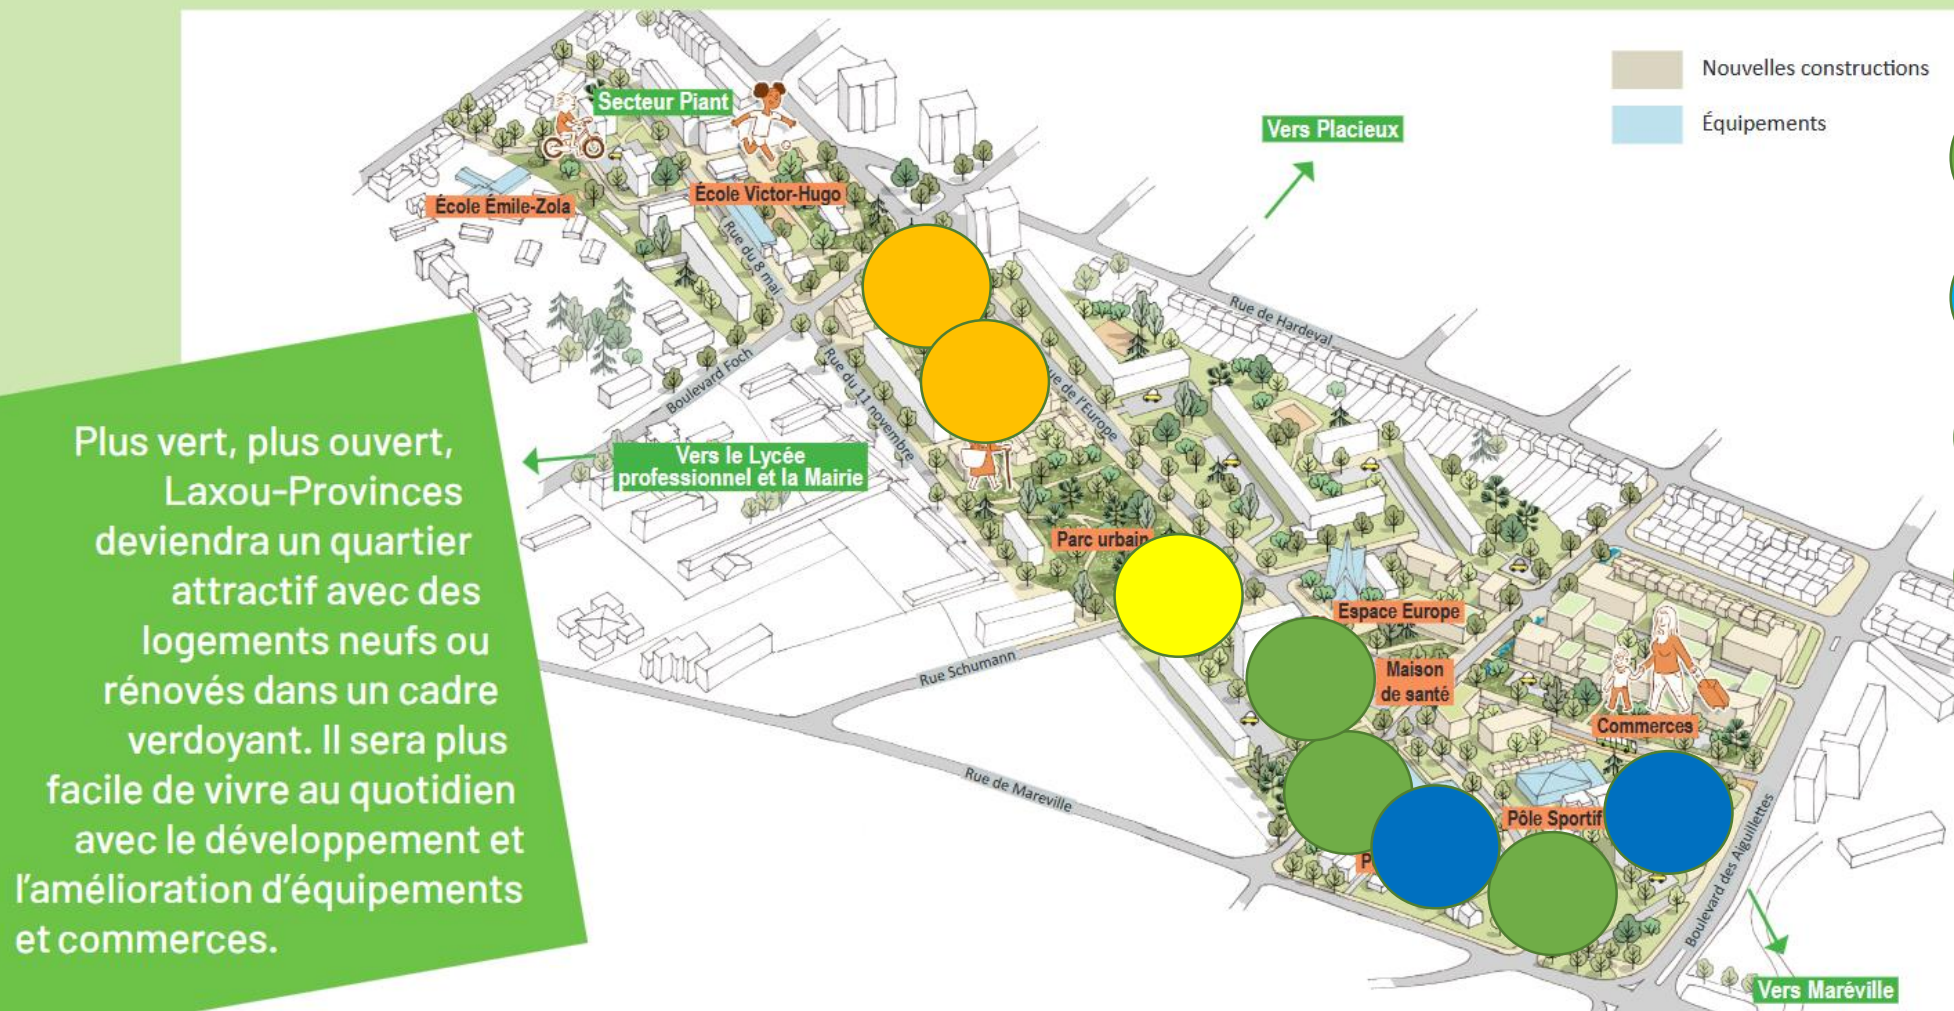 Nouvelles constructions
Équipements
Secteur Piant
Vers Placieux
École Émile-Zola
École Victor-Hugo
Rue du 8 mai
Rue de Hardeval
Boulevard Foch
Rue du 11 novembre
de l'Europe
Vers le Lycée
professionnel et la Mairie
Parc urbain
Espace Europe
Maison
de santé
Rue Schumann
Commerces
Rue de Mareville
Pôle Sportif
Boulevard des Aiguillettes
Vers Maréville
Plus vert, plus ouvert,
Laxou-Provinces
deviendra un quartier
attractif avec des
logements neufs ou
rénovés dans un cadre
verdoyant. Il sera plus
facile de vivre au quotidien
avec le développement et
l'amélioration d'équipements
et commerces.